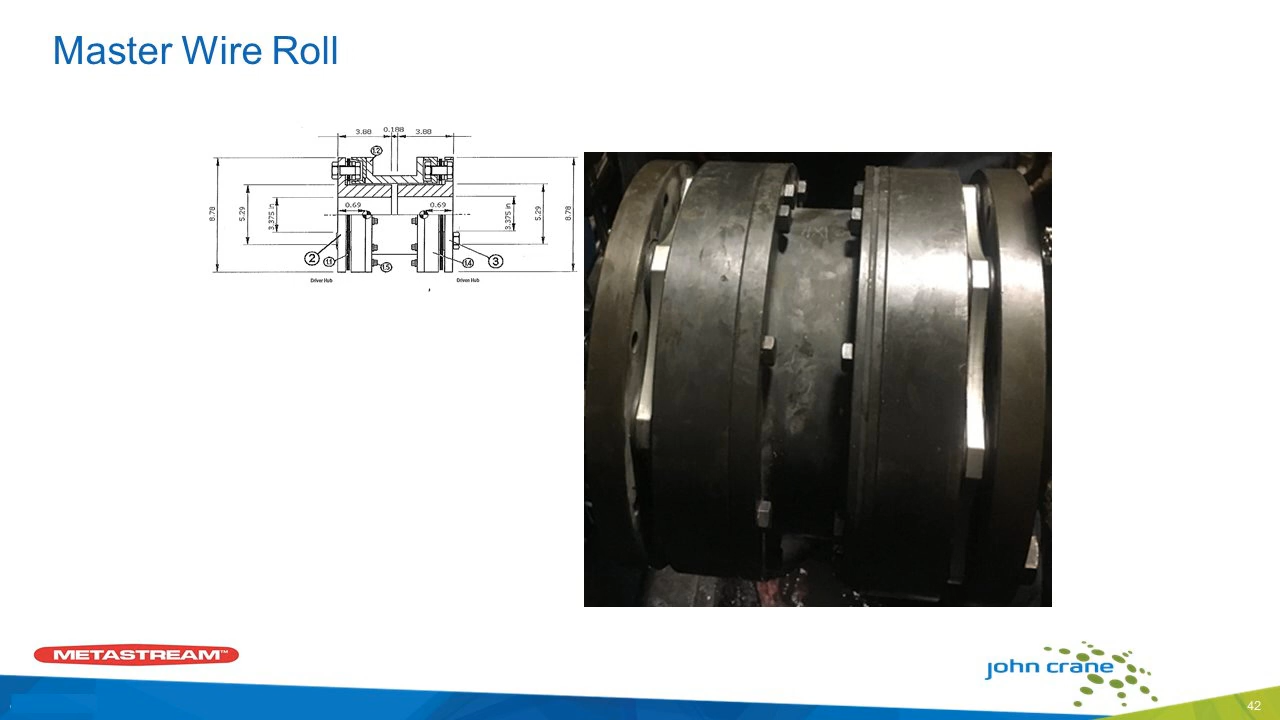 Master Wire Roll
3.88 0.188 3.88
12
0.69 0.69
8.78
5.29
3.375 in
3.375 in
5.29
8.78
2
11
15
14
3
Driver Hub
Driven Hub
METASTREAM™
john crane
42